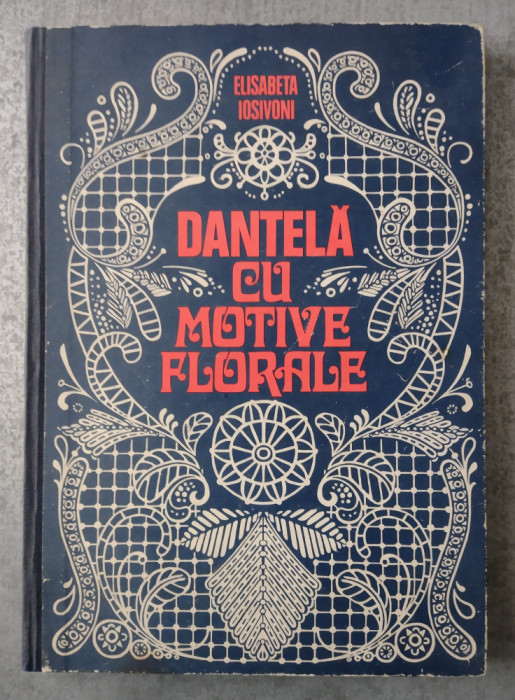 ELISABETA
IOSIVONI
DANTELĂ
CU
MOTIVE
FLORALE